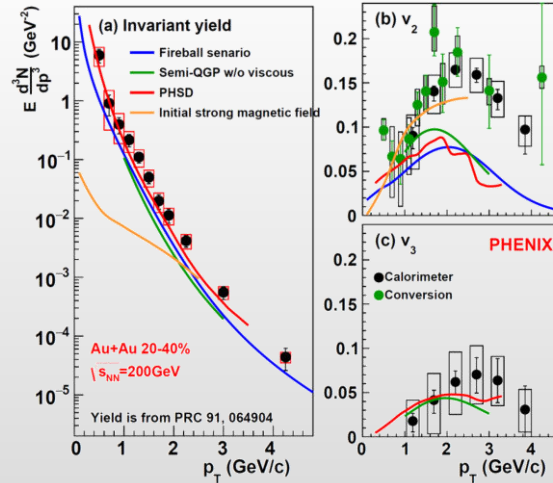 (a) Invariant yield
Fireball senario
Semi-QGP w/o viscous
PHSD
Initial strong magnetic field
E d³N/dp³ (GeV⁻²)
10
1
10⁻¹
10⁻²
10⁻³
10⁻⁴
10⁻⁵
Au+Au 20-40%
√s_NN=200GeV
Yield is from PRC 91, 064904
0 1 2 3 4
p_T (GeV/c)
(b) v₂
0.2
0.15
0.1
0.05
0
(c) v₃
PHENIX
Calorimeter
Conversion
0.2
0.15
0.1
0.05
0
0 1 2 3 4
p_T (GeV/c)